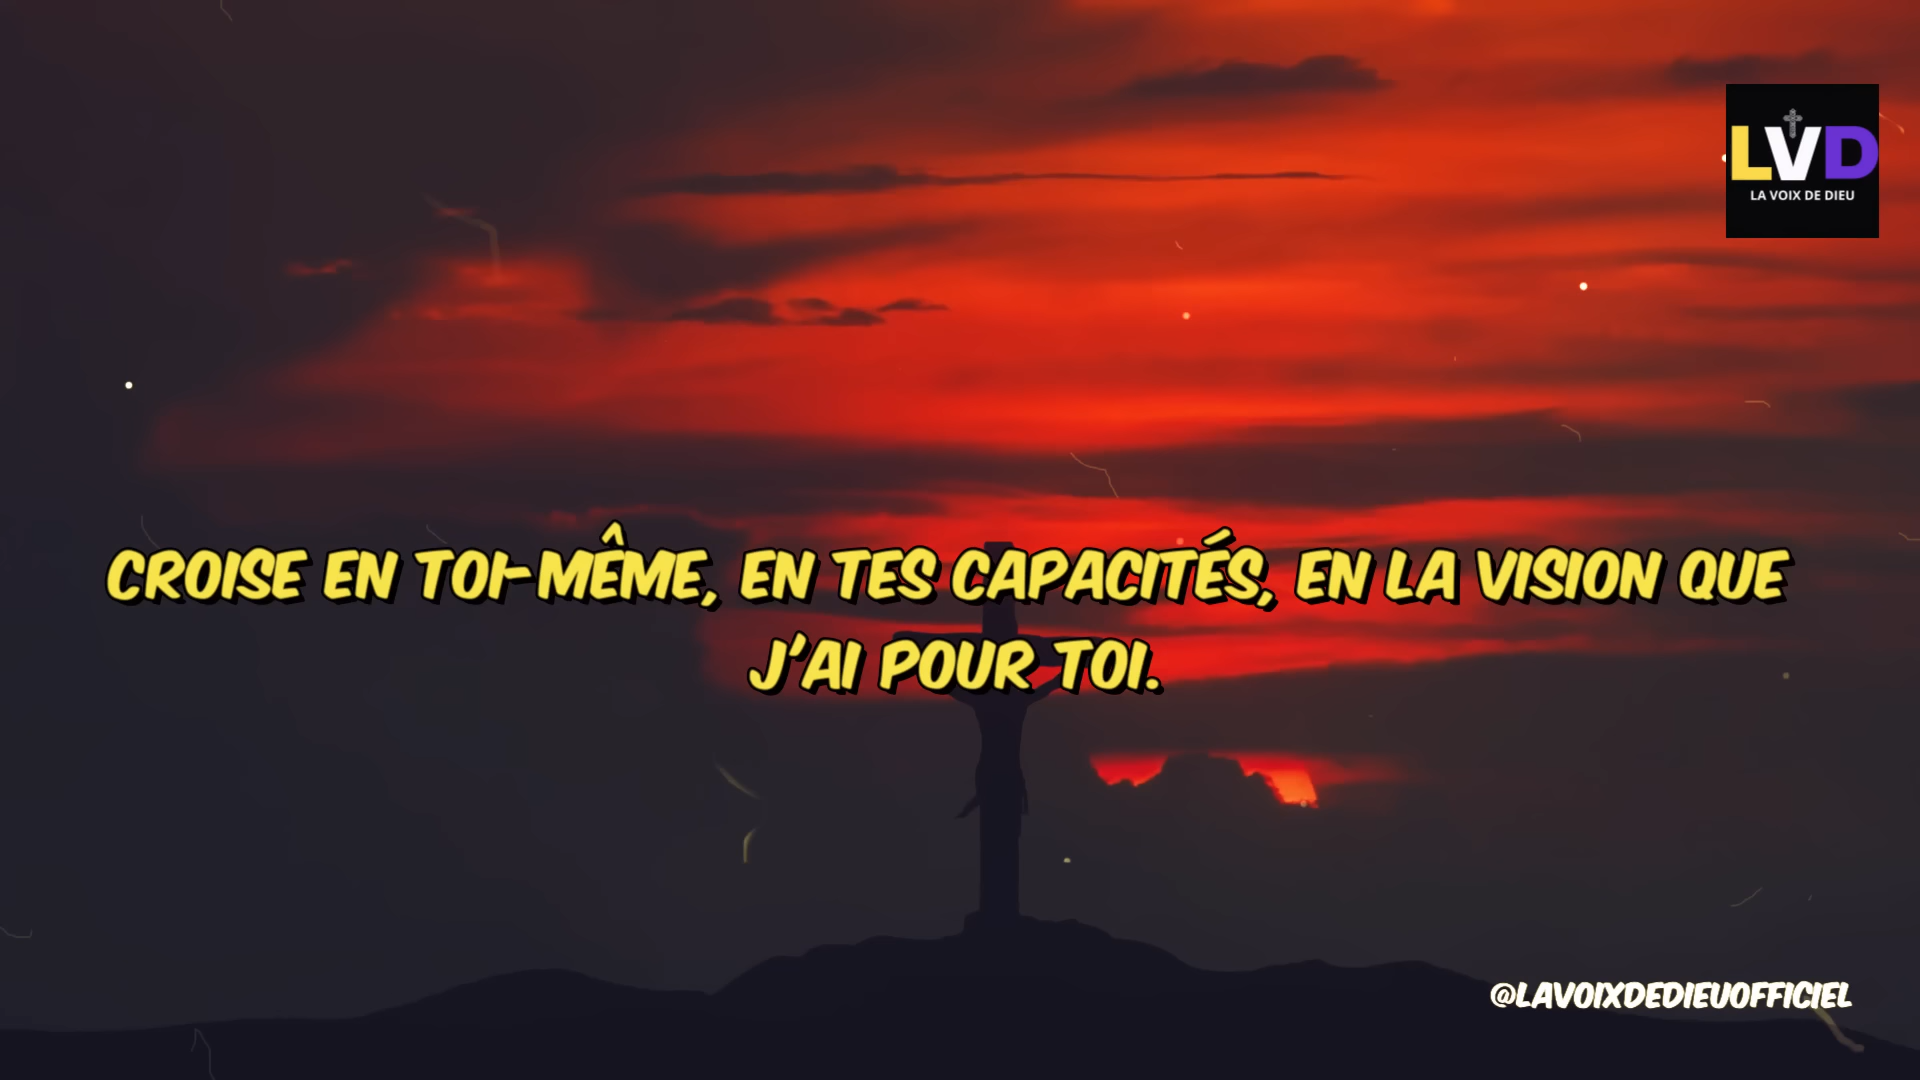 LVD
LA VOIX DE DIEU
CROISE EN TOI-MÊME, EN TES CAPACITÉS, EN LA VISION QUE
J'AI POUR TOI.
@LAVOIXDEDIEUOFFICIEL